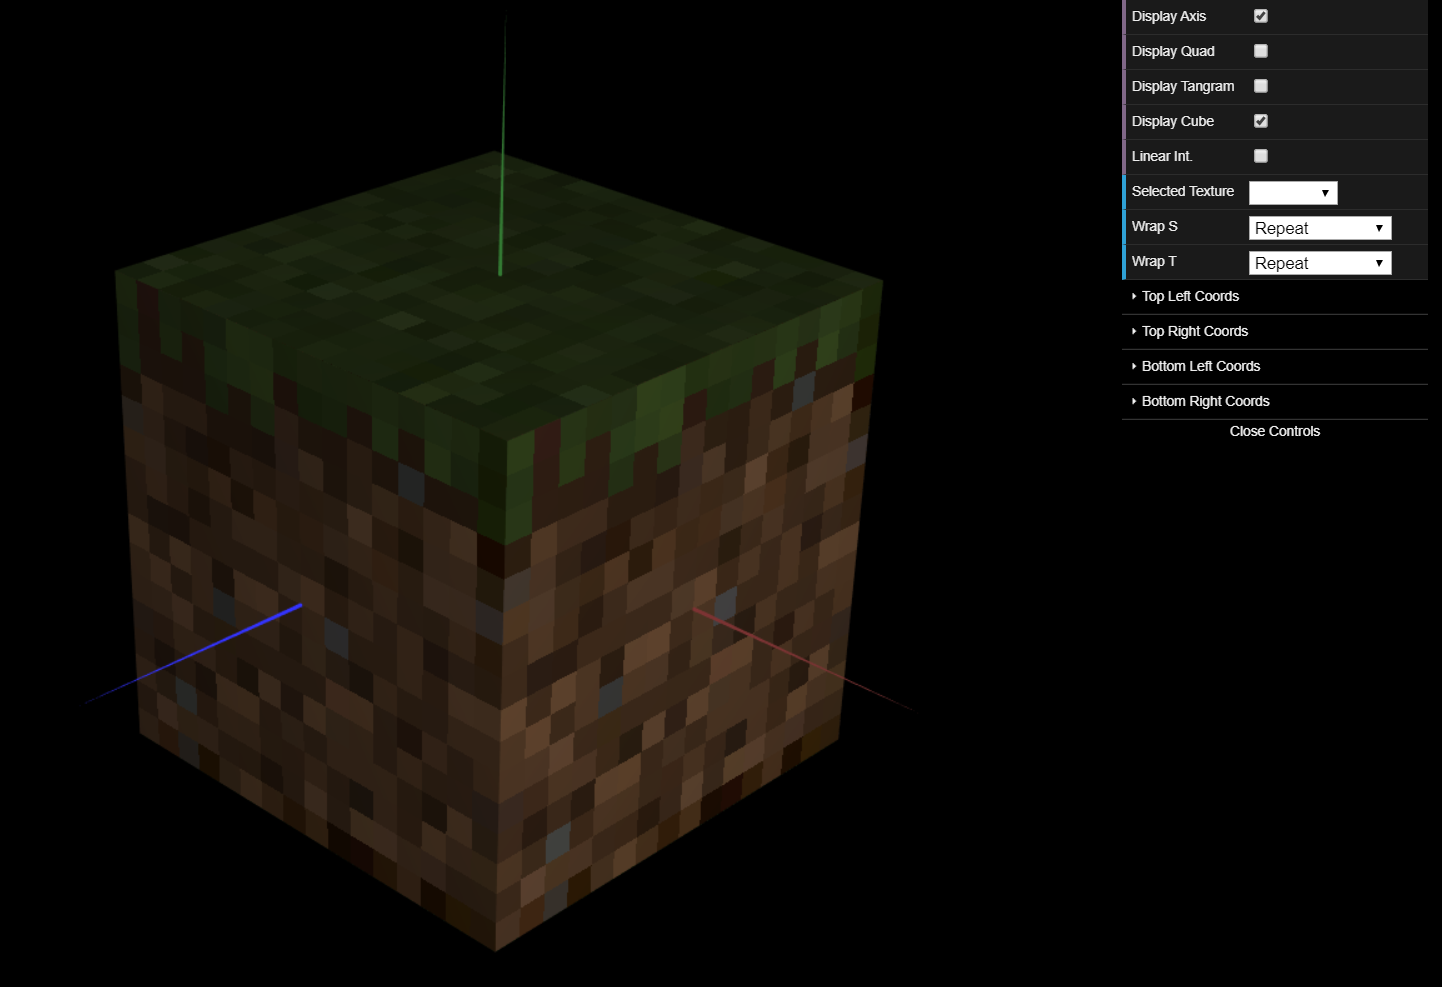 Display Axis
Display Quad
Display Tangram
Display Cube
Linear Int.
Selected Texture
Wrap S Repeat
Wrap T Repeat
Top Left Coords
Top Right Coords
Bottom Left Coords
Bottom Right Coords
Close Controls